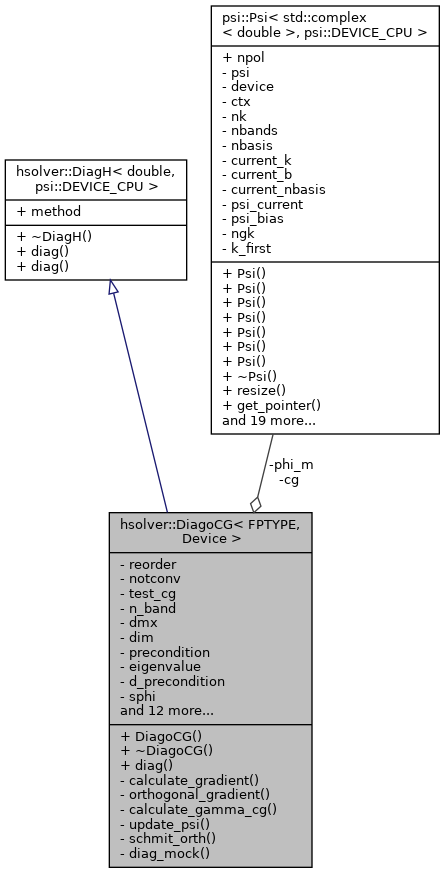 psi::Psi< std::complex
< double >, psi::DEVICE_CPU >
+ npol
- psi
- device
- ctx
- nk
- nbands
- nbasis
- current_k
- current_b
- current_nbasis
- psi_current
- psi_bias
- ngk
- k_first
+ Psi()
+ Psi()
+ Psi()
+ Psi()
+ Psi()
+ Psi()
+ Psi()
+ ~Psi()
+ resize()
+ get_pointer()
and 19 more...
hsolver::DiagH< double,
psi::DEVICE_CPU >
+ method
+ ~DiagH()
+ diag()
+ diag()
-phi_m
-cg
hsolver::DiagoCG< FPTYPE,
Device >
- reorder
- notconv
- test_cg
- n_band
- dmx
- dim
- precondition
- eigenvalue
- d_precondition
- sphi
and 12 more...
+ DiagoCG()
+ ~DiagoCG()
+ diag()
- calculate_gradient()
- orthogonal_gradient()
- calculate_gamma_cg()
- update_psi()
- schmit_orth()
- diag_mock()